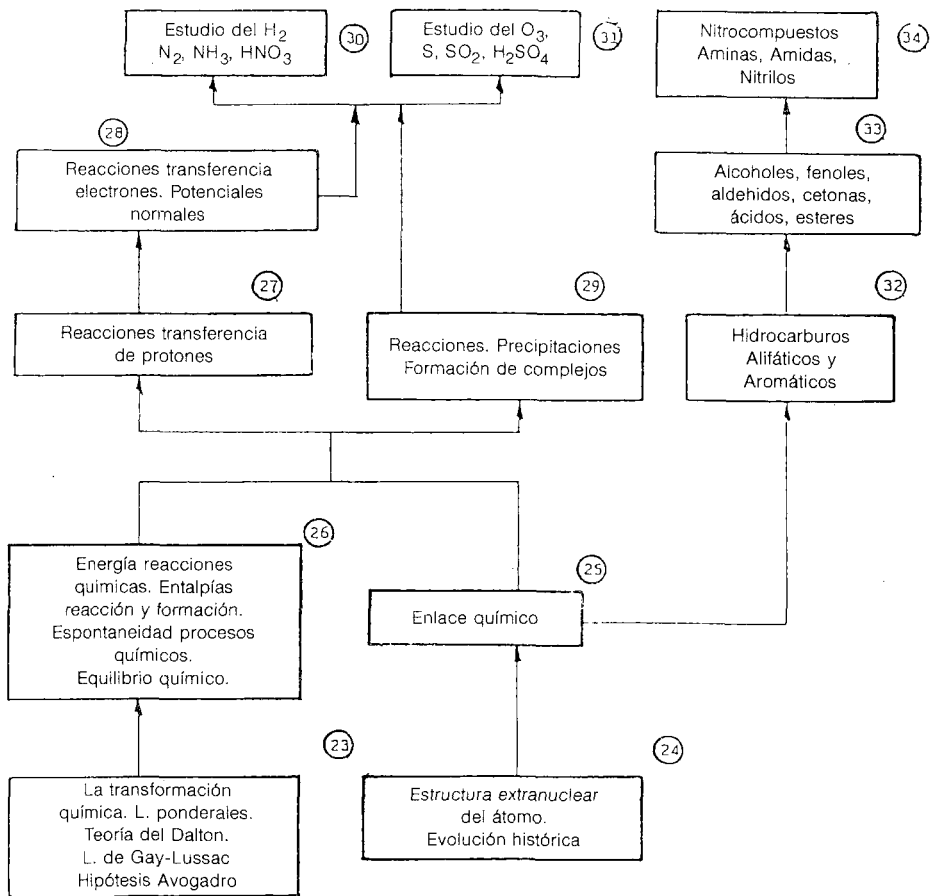 Estudio del H2
N2, NH3, HNO3
30
Estudio del O3,
S, SO2, H2SO4
31
Nitrocompuestos
Aminas, Amidas,
Nitrilos
34
28
Reacciones transferencia
electrones. Potenciales
normales
33
Alcoholes, fenoles,
aldehidos, cetonas,
ácidos, esteres
27
Reacciones transferencia
de protones
29
Reacciones. Precipitaciones
Formación de complejos
32
Hidrocarburos
Alifáticos y
Aromáticos
26
Energía reacciones
quimicas. Entalpías
reacción y formación.
Espontaneidad procesos
químicos.
Equilibrio químico.
25
Enlace químico
23
La transformación
química. L. ponderales.
Teoría del Dalton.
L. de Gay-Lussac
Hipótesis Avogadro
24
Estructura extranuclear
del átomo.
Evolución histórica